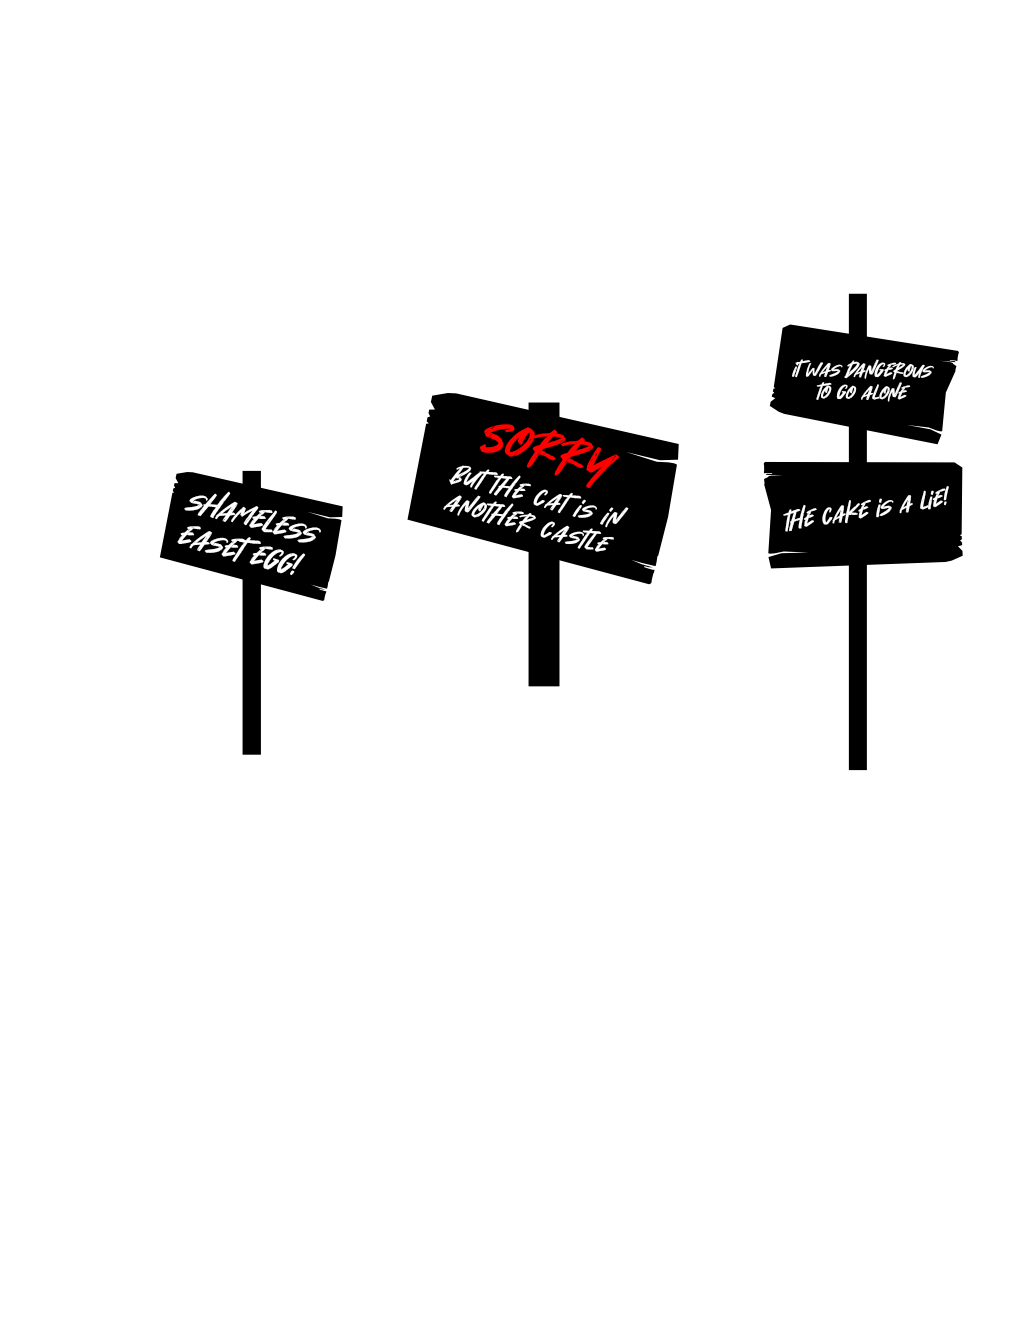 SHAMELESS
EASET EGG!
SORRY
BUT THE CAT iS iN
ANOTHER CASTLE
iT WAS DANGEROUS
TO GO ALONE
THE CAKE iS A LiE!